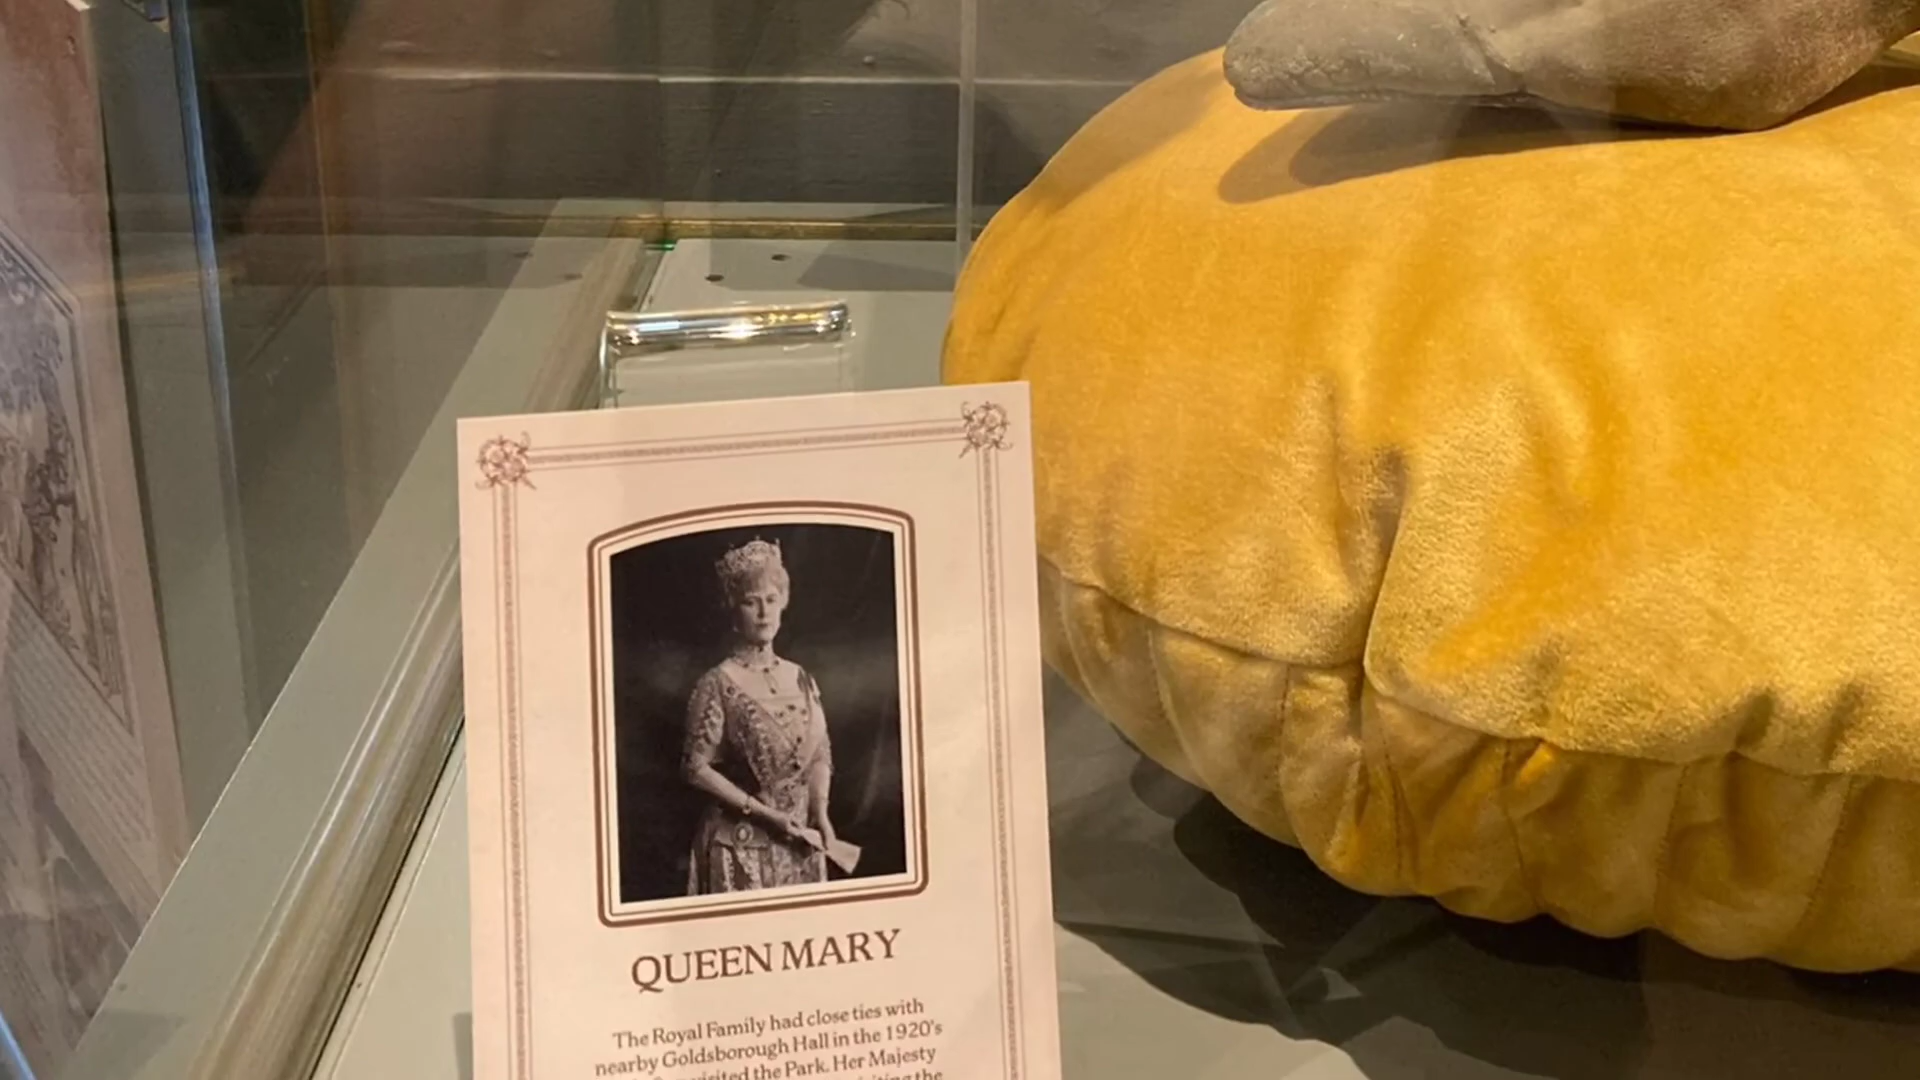 QUEEN MARY
The Royal Family had close ties with
nearby Goldsborough Hall in the 1920's
visited the Park. Her Majesty
the